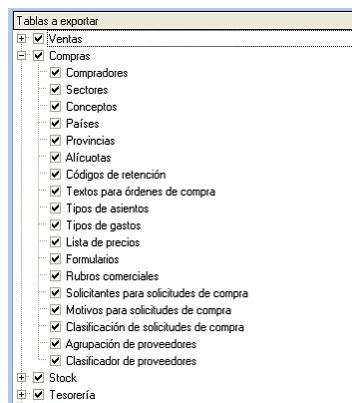 Tablas a exportar
Ventas
Compras
Compradores
Sectores
Conceptos
Países
Provincias
Alícuotas
Códigos de retención
Textos para órdenes de compra
Tipos de asientos
Tipos de gastos
Lista de precios
Formularios
Rubros comerciales
Solicitantes para solicitudes de compra
Motivos para solicitudes de compra
Clasificación de solicitudes de compra
Agrupación de proveedores
Clasificador de proveedores
Stock
Tesorería